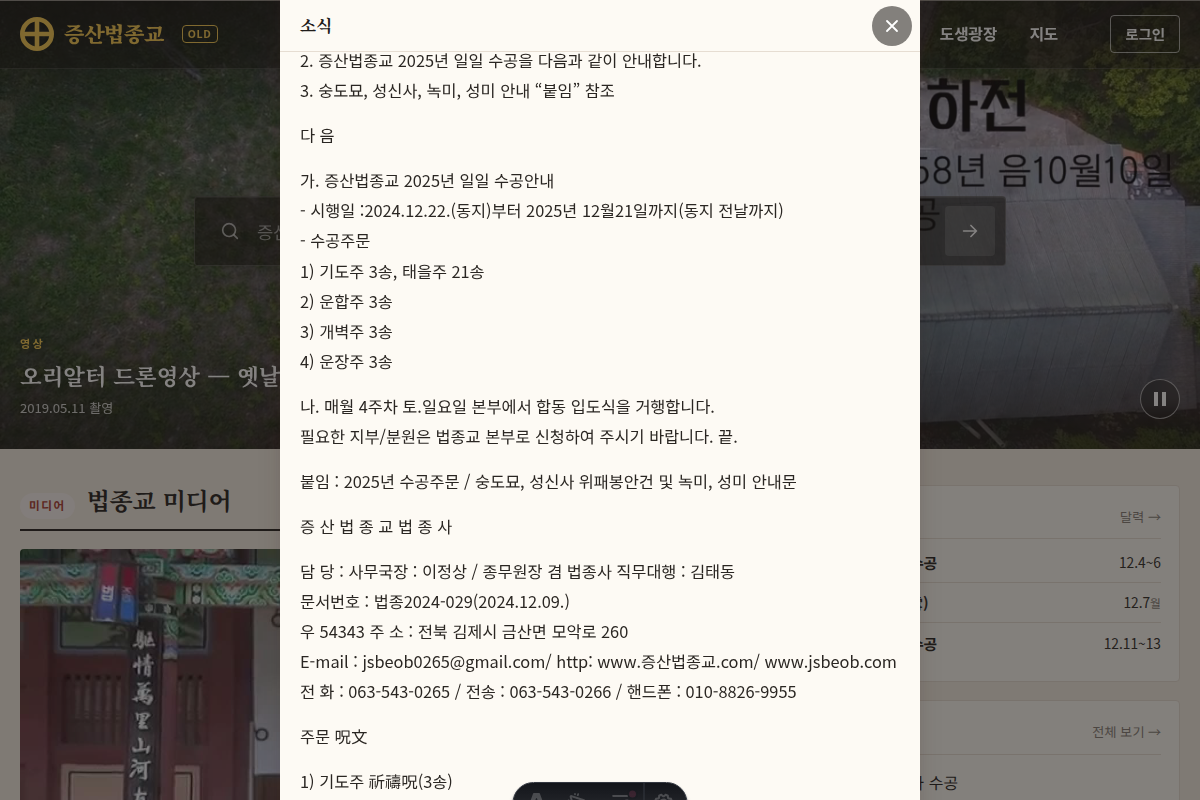 증산법종교 OLD
도생광장 지도 로그인
하전
58년 음10월10일
공
증산
영상
오리알터 드론영상 — 옛날
2019.05.11 촬영
미디어 법종교 미디어
소식
2. 증산법종교 2025년 일일 수공을 다음과 같이 안내합니다.
3. 숭도묘, 성신사, 녹미, 성미 안내 “붙임” 참조
다 음
가. 증산법종교 2025년 일일 수공안내
- 시행일 :2024.12.22.(동지)부터 2025년 12월21일까지(동지 전날까지)
- 수공주문
1) 기도주 3송, 태을주 21송
2) 운합주 3송
3) 개벽주 3송
4) 운장주 3송
나. 매월 4주차 토.일요일 본부에서 합동 입도식을 거행합니다.
필요한 지부/분원은 법종교 본부로 신청하여 주시기 바랍니다. 끝.
붙임 : 2025년 수공주문 / 숭도묘, 성신사 위패봉안건 및 녹미, 성미 안내문
증 산 법 종 교 법 종 사
담 당 : 사무국장 : 이정상 / 종무원장 겸 법종사 직무대행 : 김태동
문서번호 : 법종2024-029(2024.12.09.)
우 54343 주 소 : 전북 김제시 금산면 모악로 260
E-mail : jsbeob0265@gmail.com/ http: www.증산법종교.com/ www.jsbeob.com
전 화 : 063-543-0265 / 전송 : 063-543-0266 / 핸드폰 : 010-8826-9955
주문 呪文
1) 기도주 祈禱呪(3송)
달력 →
공 12.4~6
12.7월
수공 12.11~13
전체 보기 →
수공
驅情萬里山河友